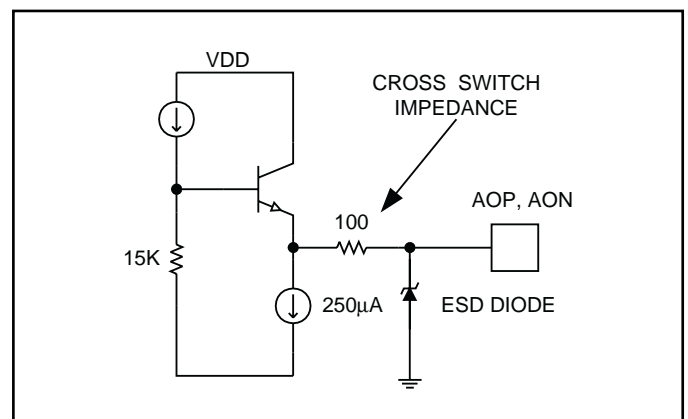 VDD
CROSS SWITCH
IMPEDANCE
AOP, AON
100
15K
250µA
ESD DIODE